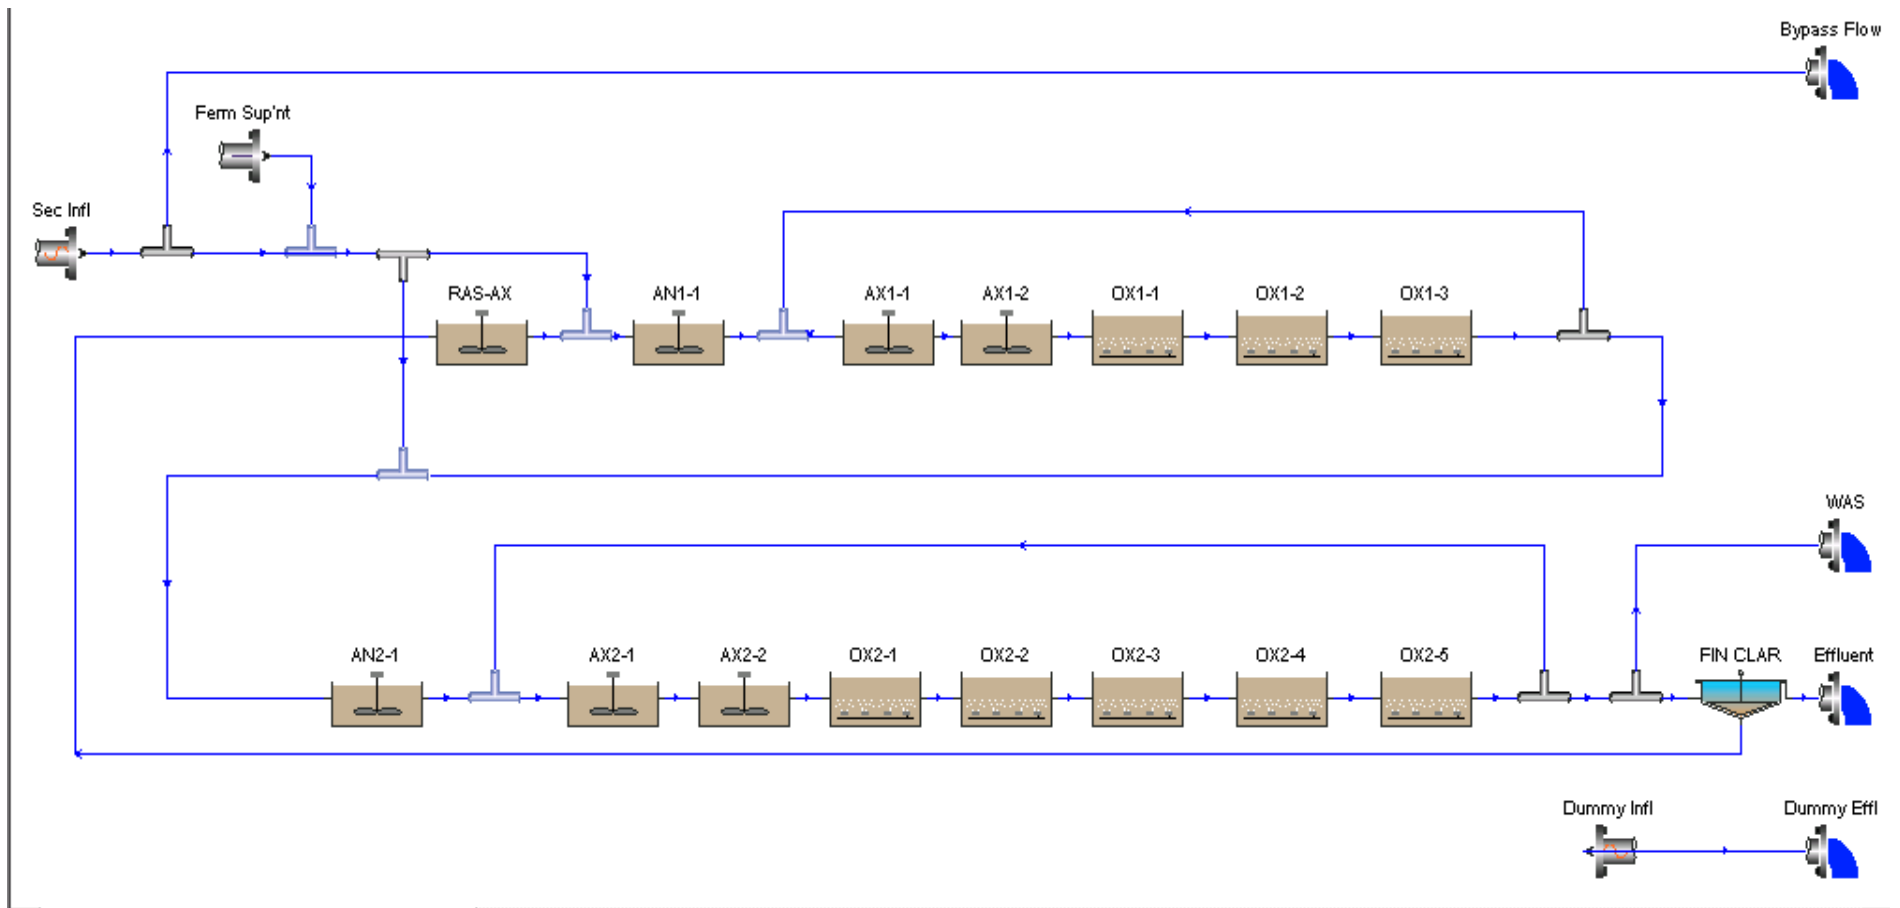 Bypass Flow
Ferm Sup'nt
Sec Infl
RAS-AX
AN1-1
AX1-1
AX1-2
OX1-1
OX1-2
OX1-3
WAS
AN2-1
AX2-1
AX2-2
OX2-1
OX2-2
OX2-3
OX2-4
OX2-5
FIN CLAR
Effluent
Dummy Infl
Dummy Effl